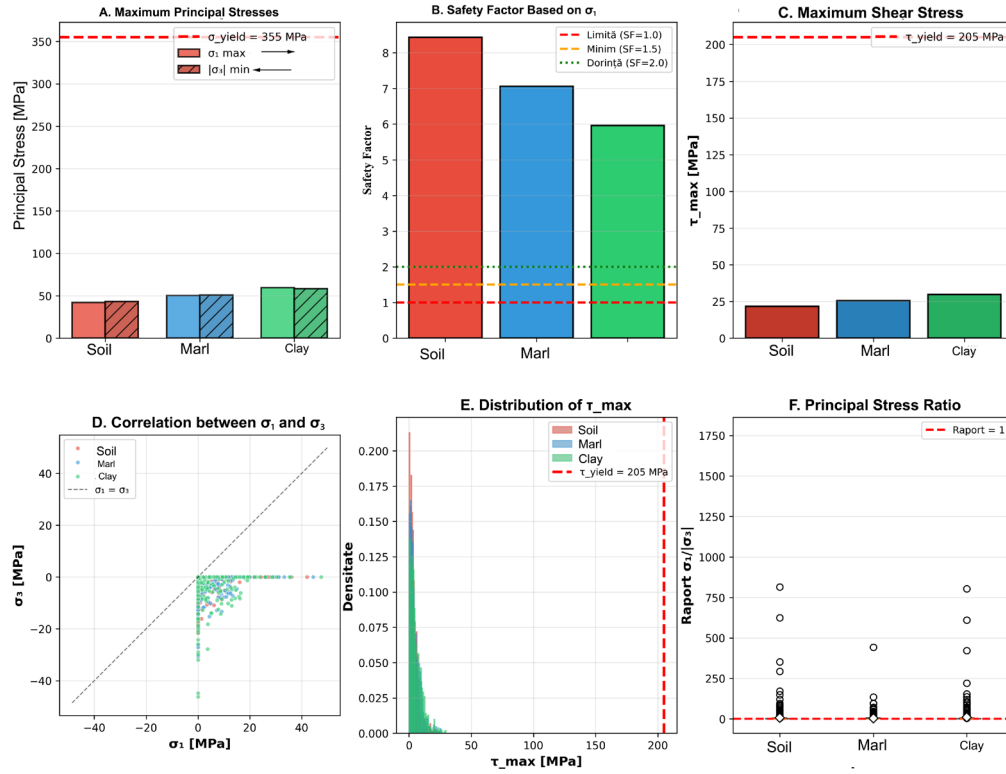 A. Maximum Principal Stresses
σ_yield = 355 MPa
σ₁ max
|σ₃| min
Principal Stress [MPa]
350
300
250
200
150
100
50
0
Soil
Marl
Clay
B. Safety Factor Based on σ₁
Limită (SF=1.0)
Minim (SF=1.5)
Dorință (SF=2.0)
Safety Factor
8
7
6
5
4
3
2
1
0
Soil
Marl
C. Maximum Shear Stress
τ_yield = 205 MPa
τ_max [MPa]
200
175
150
125
100
75
50
25
0
Soil
Marl
Clay
D. Correlation between σ₁ and σ₃
Soil
Marl
Clay
σ₁ = σ₃
σ₃ [MPa]
40
20
0
−20
−40
−40
−20
0
20
40
σ₁ [MPa]
E. Distribution of τ_max
Soil
Marl
Clay
τ_yield = 205 MPa
Densitate
0.200
0.175
0.150
0.125
0.100
0.075
0.050
0.025
0.000
0
50
100
150
200
τ_max [MPa]
F. Principal Stress Ratio
Raport = 1
Raport σ₁/|σ₃|
1750
1500
1250
1000
750
500
250
0
Soil
Marl
Clay